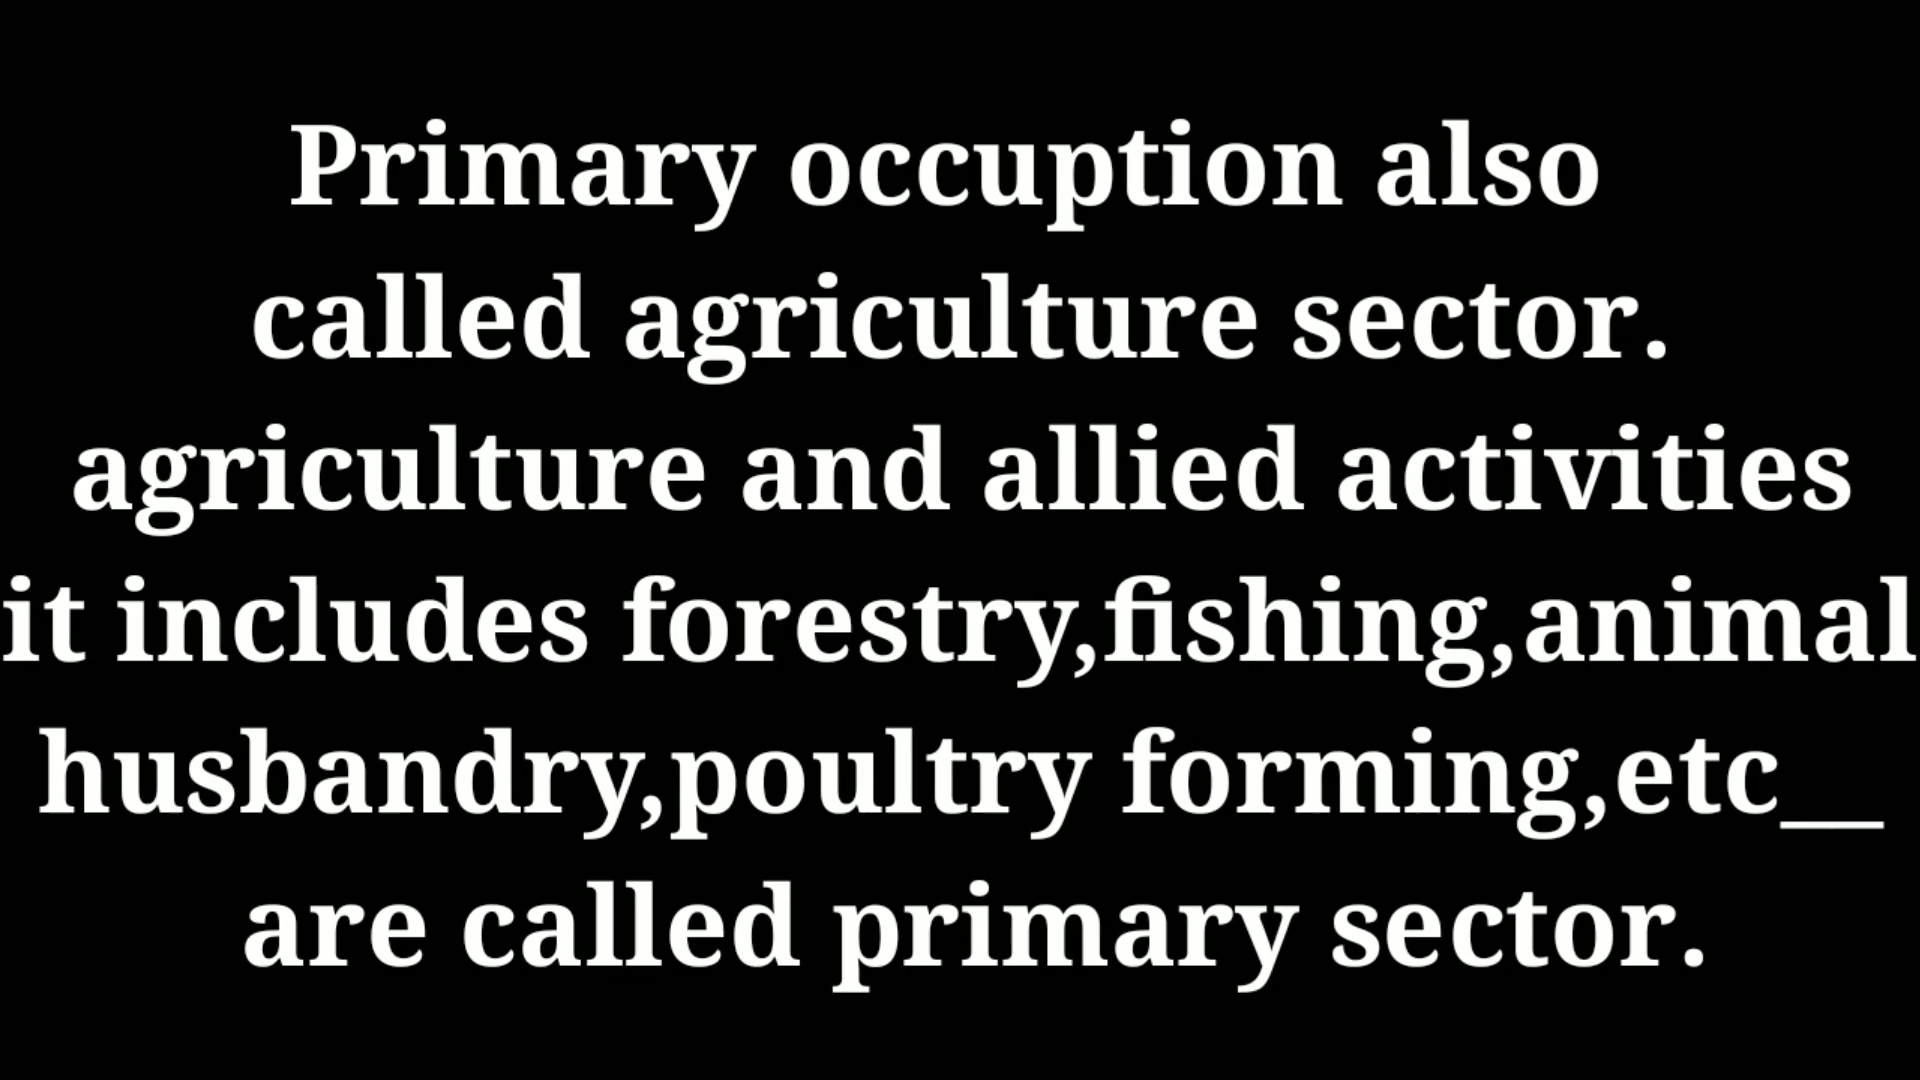 Primary occuption also
called agriculture sector.
agriculture and allied activities
it includes forestry,fishing,animal
husbandry,poultry forming,etc__
are called primary sector.